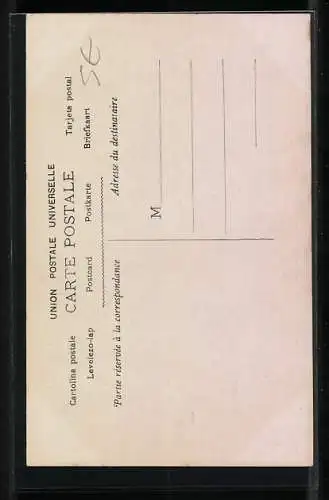 UNION POSTALE UNIVERSELLE
CARTE POSTALE
Cartolina postale
Tarjeta postal
Levelezo-lap
Postcard
Postkarte
Briefkaart
Partie réservée à la correspondance
Adresse du destinataire
M